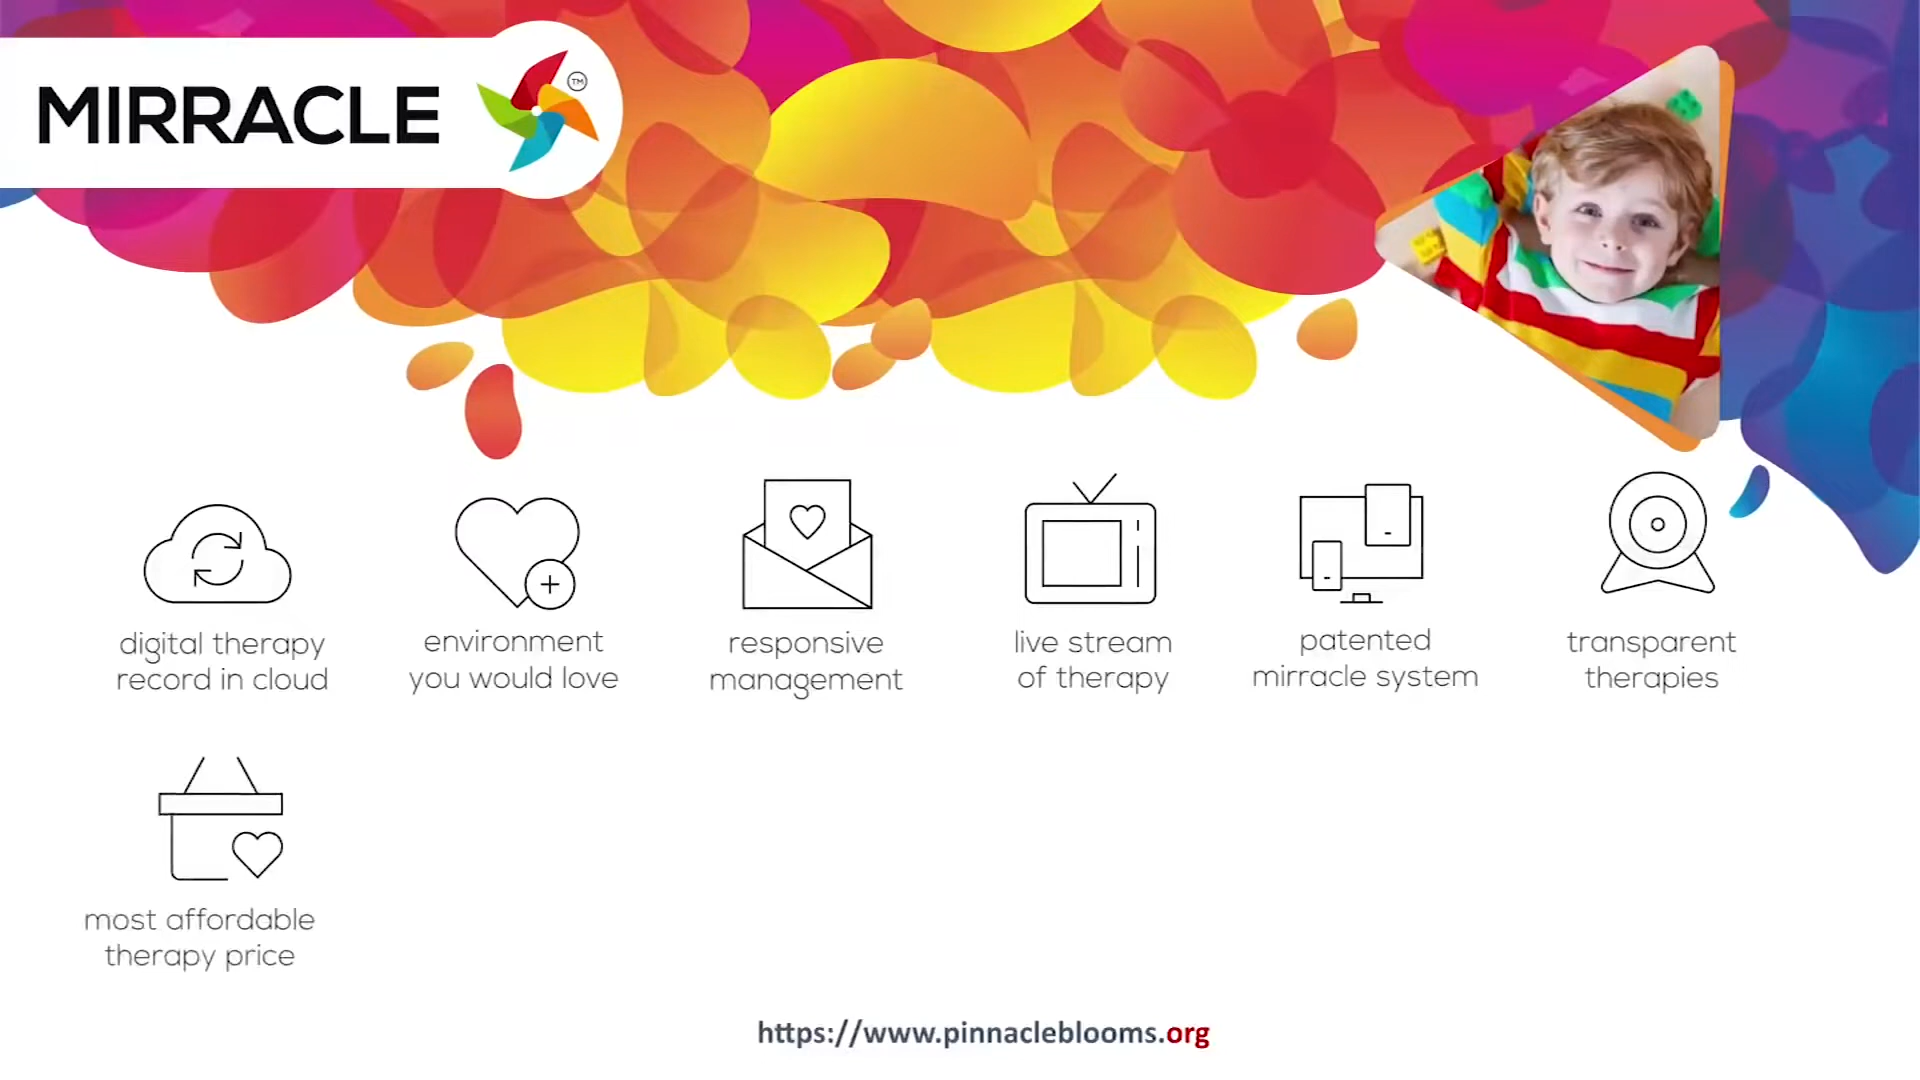 MIRRACLE
TM
digital therapy
record in cloud
environment
you would love
responsive
management
live stream
of therapy
patented
mirracle system
transparent
therapies
most affordable
therapy price
https://www.pinnacleblooms.org